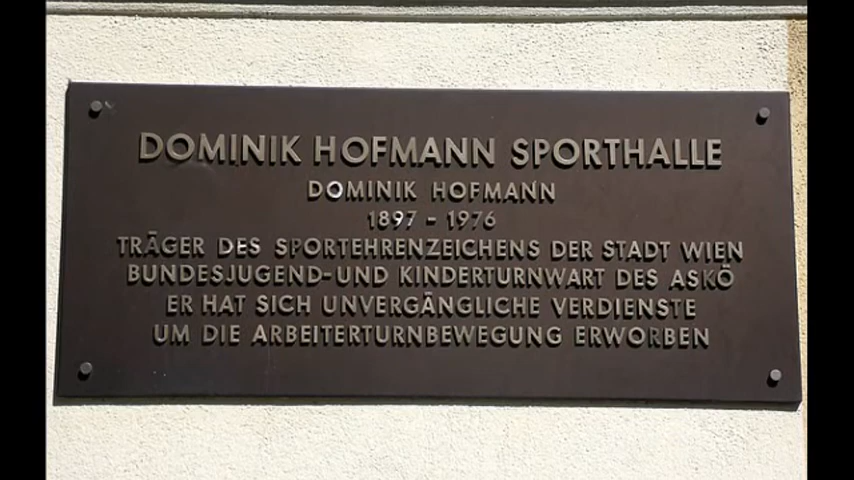 DOMINIK HOFMANN SPORTHALLE
DOMINIK HOFMANN
1897 - 1976
TRÄGER DES SPORTEHRENZEICHENS DER STADT WIEN
BUNDESJUGEND-UND KINDERTURNWART DES ASKÖ
ER HAT SICH UNVERGÄNGLICHE VERDIENSTE
UM DIE ARBEITERTURNBEWEGUNG ERWORBEN